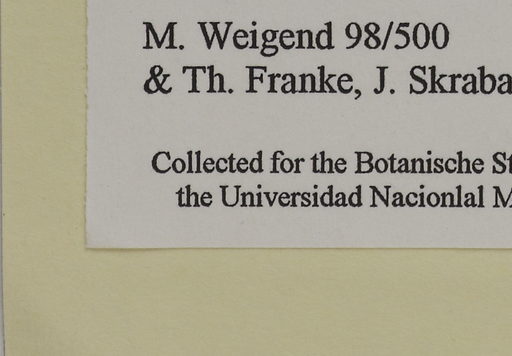 M. Weigend 98/500
& Th. Franke, J. Skraba
Collected for the Botanische St
the Universidad Nacionlal M